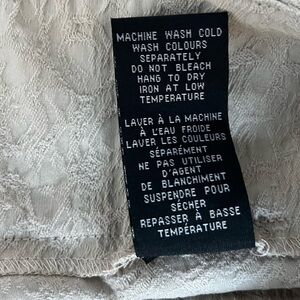 MACHINE WASH COLD
WASH COLOURS
SEPARATELY
DO NOT BLEACH
HANG TO DRY
IRON AT LOW
TEMPERATURE
LAVER À LA MACHINE
À L'EAU FROIDE
LAVER LES COULEURS
SÉPARÉMENT
NE PAS UTILISER
D'AGENT
DE BLANCHIMENT
SUSPENDRE POUR
SÉCHER
REPASSER À BASSE
TEMPÉRATURE